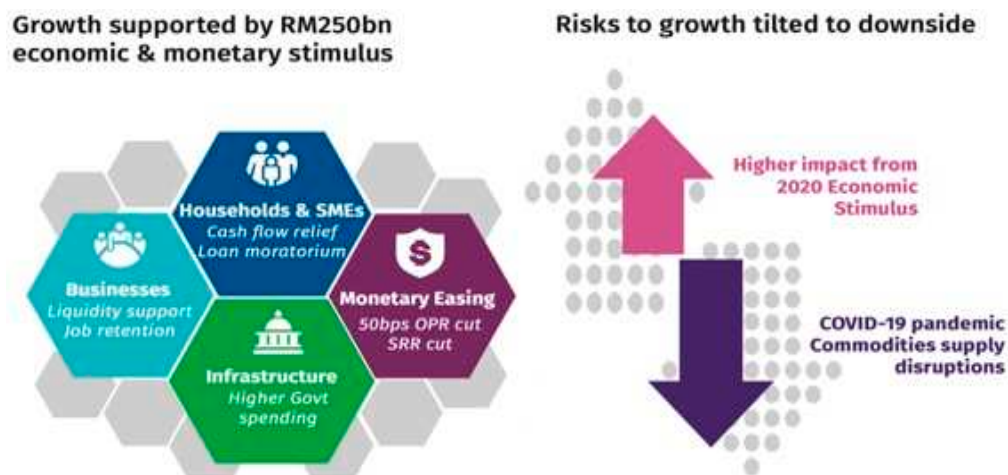 Growth supported by RM250bn
economic & monetary stimulus
Households & SMEs
Cash flow relief
Loan moratorium
Businesses
Liquidity support
Job retention
$
Monetary Easing
50bps OPR cut
SRR cut
Infrastructure
Higher Govt
spending
Risks to growth tilted to downside
Higher impact from
2020 Economic
Stimulus
COVID-19 pandemic
Commodities supply
disruptions